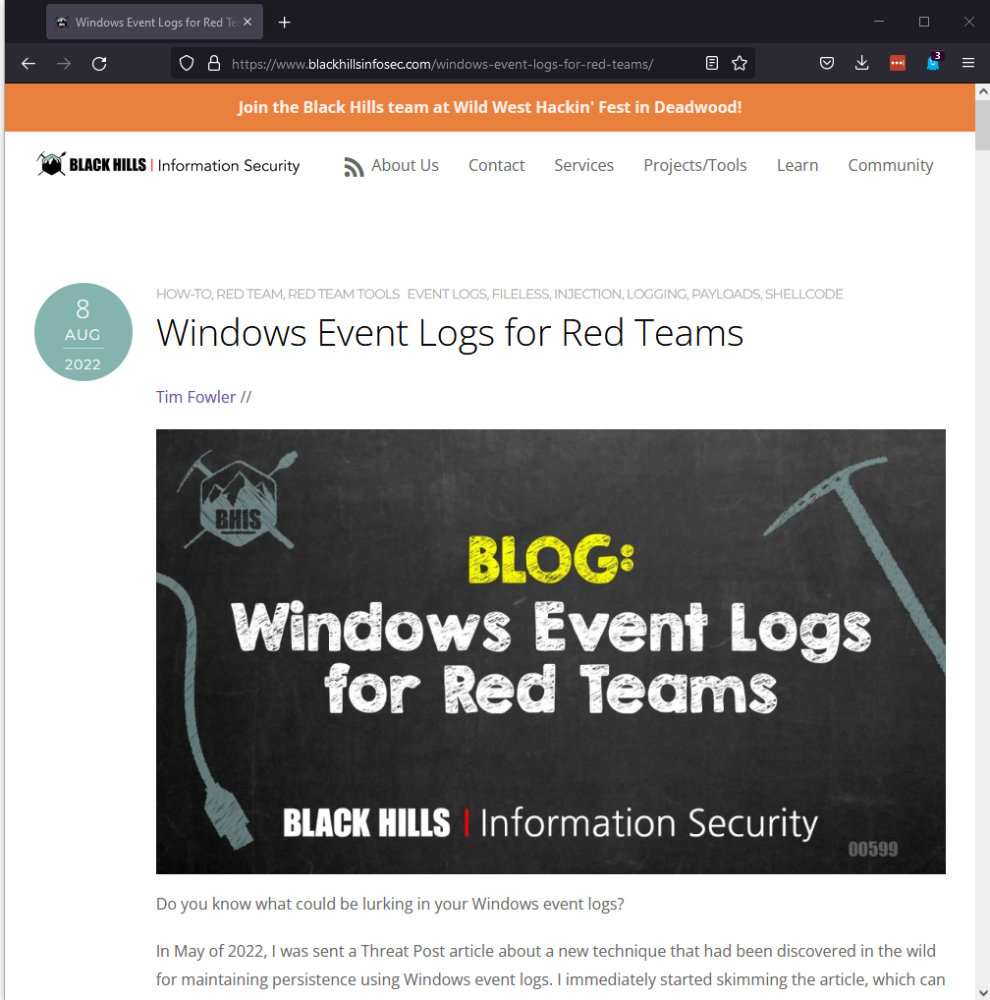 Windows Event Logs for Red Te
https://www.blackhillsinfosec.com/windows-event-logs-for-red-teams/
3
Join the Black Hills team at Wild West Hackin' Fest in Deadwood!
BLACK HILLS | Information Security
About Us Contact Services Projects/Tools Learn Community
8
AUG
2022
HOW-TO, RED TEAM, RED TEAM TOOLS EVENT LOGS, FILELESS, INJECTION, LOGGING, PAYLOADS, SHELLCODE
Windows Event Logs for Red Teams
Tim Fowler //
BHIS
BLOG:
Windows Event Logs
for Red Teams
BLACK HILLS | Information Security
00599
Do you know what could be lurking in your Windows event logs?
In May of 2022, I was sent a Threat Post article about a new technique that had been discovered in the wild
for maintaining persistence using Windows event logs. I immediately started skimming the article, which can